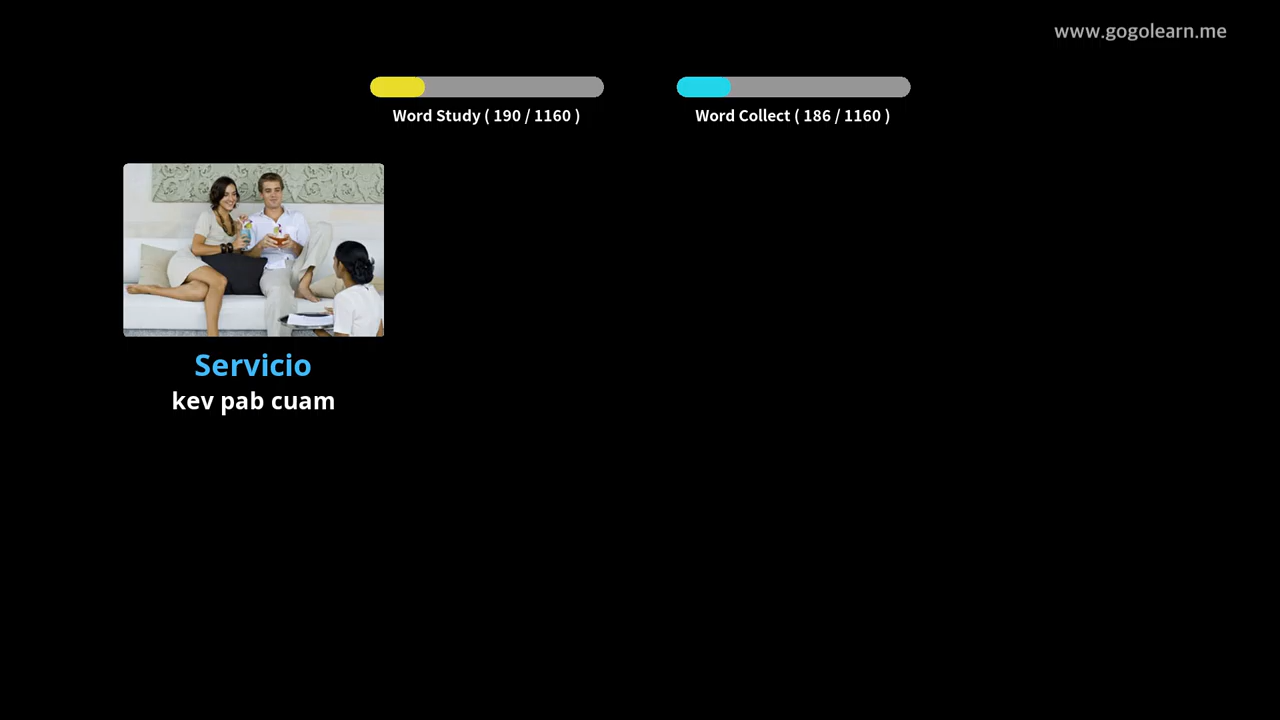 www.gogolearn.me
Word Study ( 190 / 1160 )
Word Collect ( 186 / 1160 )
Servicio
kev pab cuam